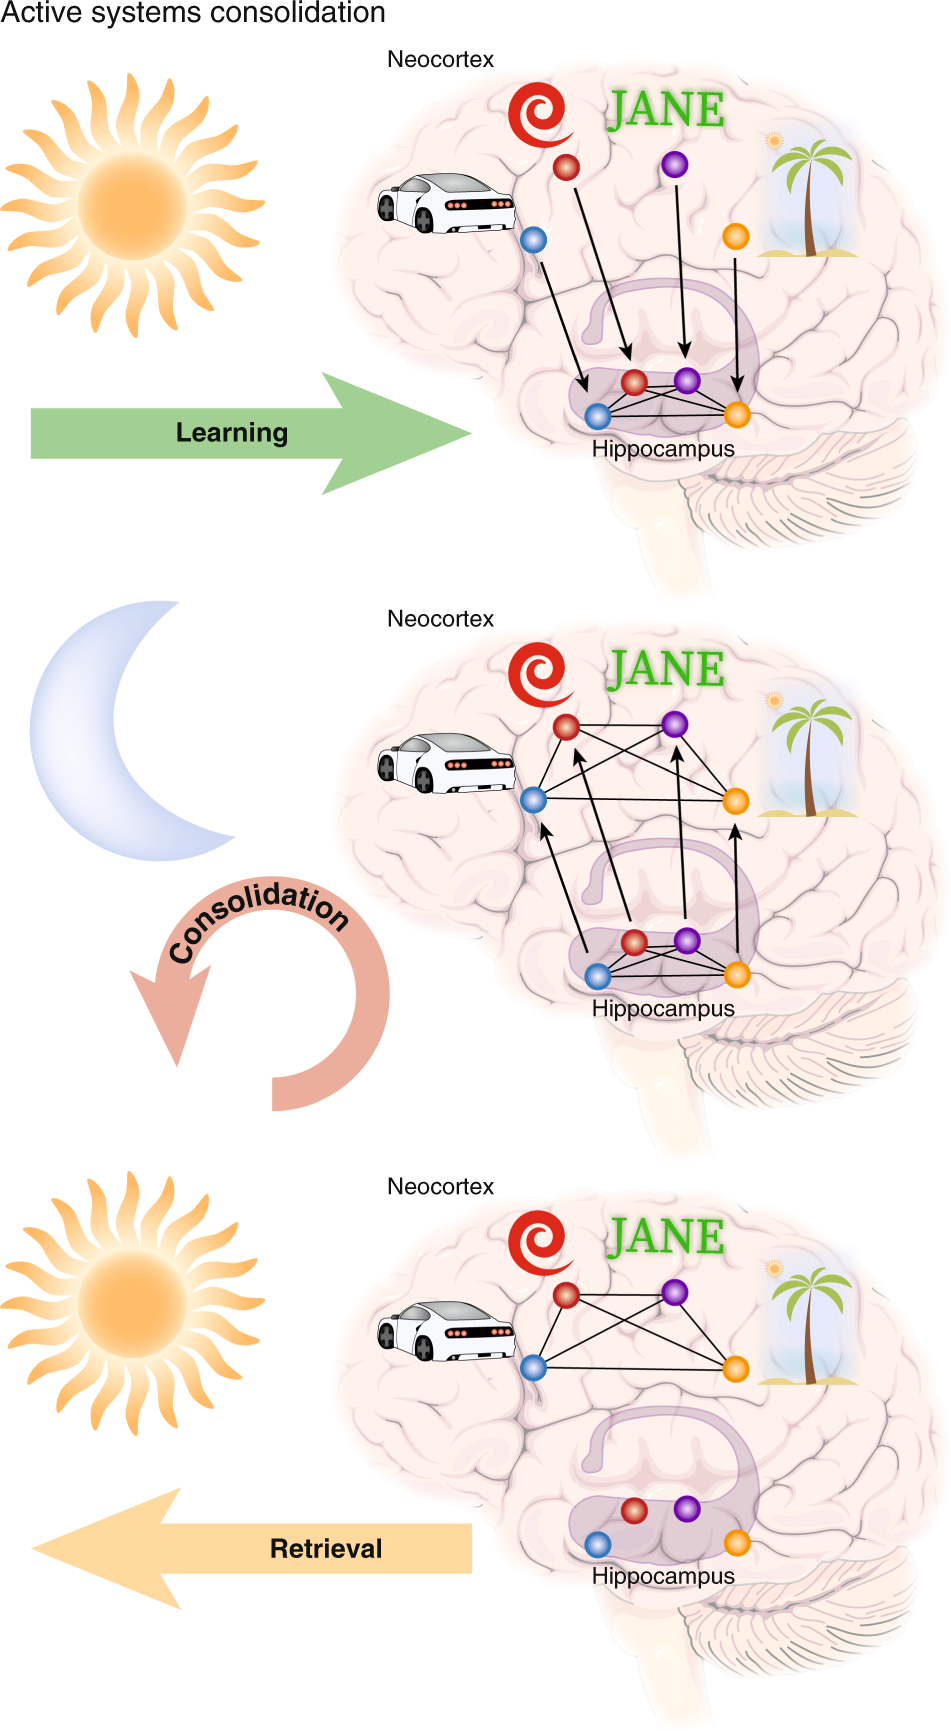 Active systems consolidation
Neocortex
JANE
Learning
Hippocampus
Neocortex
JANE
Consolidation
Hippocampus
Neocortex
JANE
Retrieval
Hippocampus